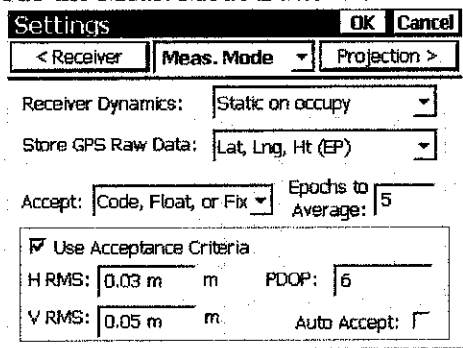 Settings OK Cancel
< Receiver Meas. Mode Projection >
Receiver Dynamics: Static on occupy
Store GPS Raw Data: Lat, Lng, Ht (EP)
Accept: Code, Float, or Fix Epochs to Average: 5
Use Acceptance Criteria
H RMS: 0.03 m m PDOP: 6
V RMS: 0.05 m m Auto Accept: